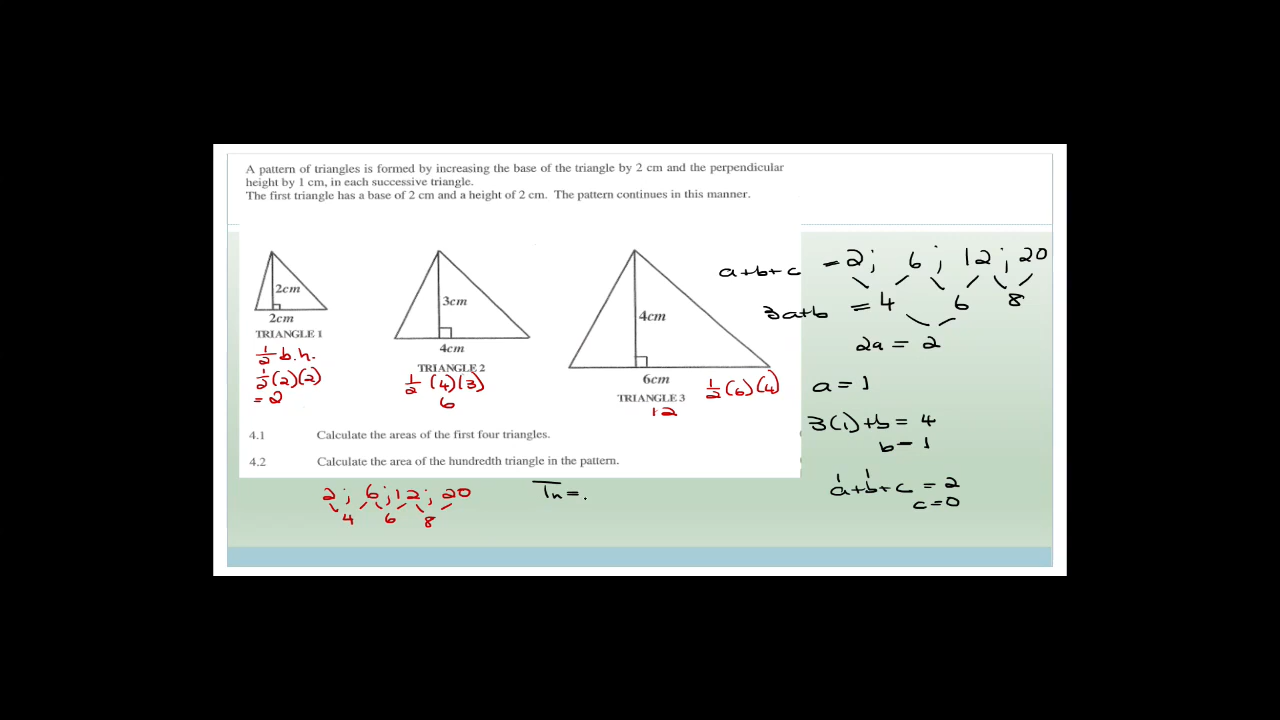 A pattern of triangles is formed by increasing the base of the triangle by 2 cm and the perpendicular
height by 1 cm, in each successive triangle.
The first triangle has a base of 2 cm and a height of 2 cm. The pattern continues in this manner.
2cm
2cm
TRIANGLE 1
1/2 b.h.
1/2 (2)(2)
= 2
3cm
4cm
TRIANGLE 2
1/2 (4)(3)
6
4cm
6cm
TRIANGLE 3
1/2 (6)(4)
12
4.1 Calculate the areas of the first four triangles.
4.2 Calculate the area of the hundredth triangle in the pattern.
2; 6; 12; 20
4 6 8
Tn = .
a+b+c = 2; 6; 12; 20
3a+b = 4 6 8
2a = 2
a = 1
3(1)+b = 4
b = 1
1 1
a+b+c = 2
c = 0